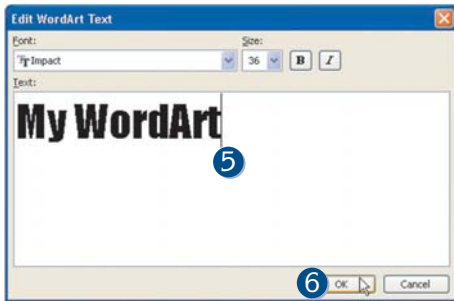 Edit WordArt Text
Font: Size:
Impact 36 B I
Text:
My WordArt
5
6 OK Cancel